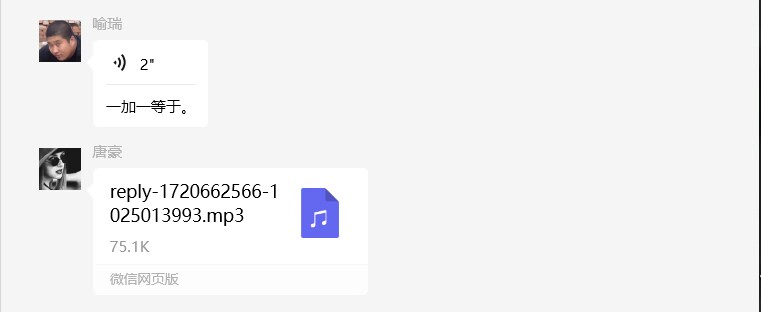 喻瑞
2"
一加一等于。
唐豪
reply-1720662566-1
025013993.mp3
75.1K
微信网页版